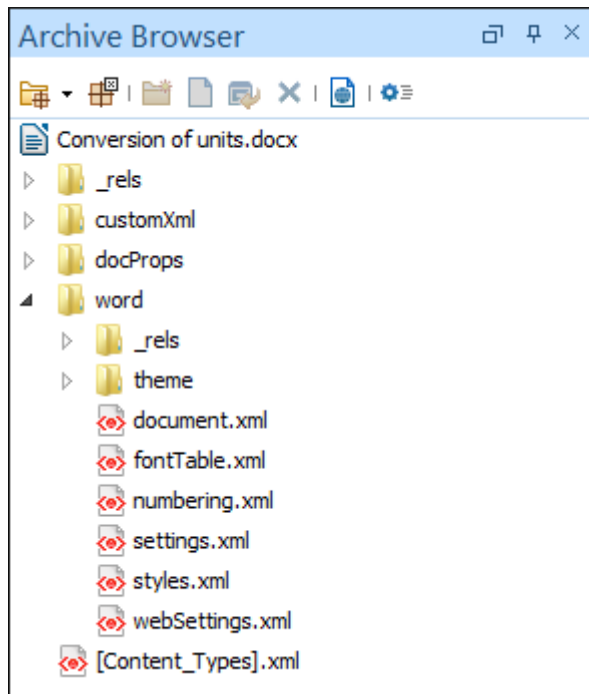 Archive Browser
Conversion of units.docx
_rels
customXml
docProps
word
_rels
theme
document.xml
fontTable.xml
numbering.xml
settings.xml
styles.xml
webSettings.xml
[Content_Types].xml